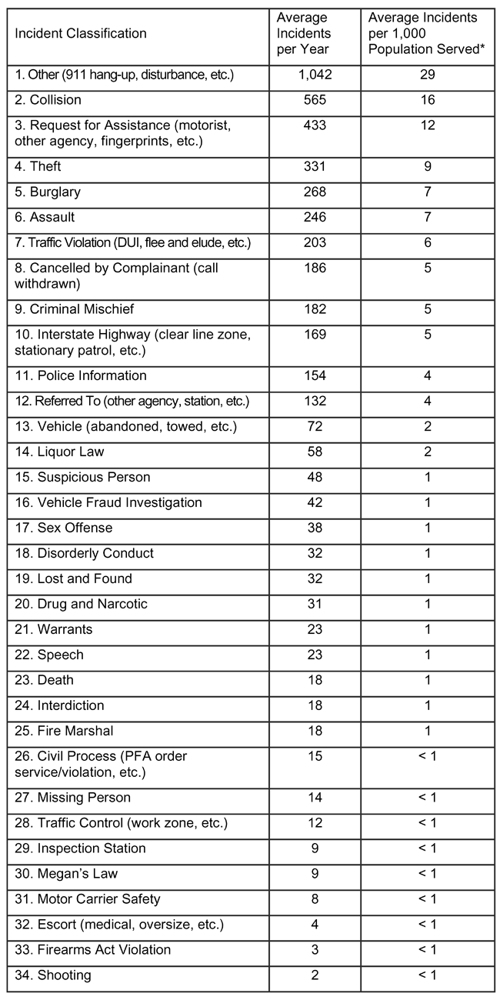 Incident Classification
Average
Incidents
per Year
Average Incidents
per 1,000
Population Served*
1. Other (911 hang-up, disturbance, etc.) 1,042 29
2. Collision 565 16
3. Request for Assistance (motorist,
other agency, fingerprints, etc.) 433 12
4. Theft 331 9
5. Burglary 268 7
6. Assault 246 7
7. Traffic Violation (DUI, flee and elude, etc.) 203 6
8. Cancelled by Complainant (call
withdrawn) 186 5
9. Criminal Mischief 182 5
10. Interstate Highway (clear line zone,
stationary patrol, etc.) 169 5
11. Police Information 154 4
12. Referred To (other agency, station, etc.) 132 4
13. Vehicle (abandoned, towed, etc.) 72 2
14. Liquor Law 58 2
15. Suspicious Person 48 1
16. Vehicle Fraud Investigation 42 1
17. Sex Offense 38 1
18. Disorderly Conduct 32 1
19. Lost and Found 32 1
20. Drug and Narcotic 31 1
21. Warrants 23 1
22. Speech 23 1
23. Death 18 1
24. Interdiction 18 1
25. Fire Marshal 18 1
26. Civil Process (PFA order
service/violation, etc.) 15 < 1
27. Missing Person 14 < 1
28. Traffic Control (work zone, etc.) 12 < 1
29. Inspection Station 9 < 1
30. Megan’s Law 9 < 1
31. Motor Carrier Safety 8 < 1
32. Escort (medical, oversize, etc.) 4 < 1
33. Firearms Act Violation 3 < 1
34. Shooting 2 < 1